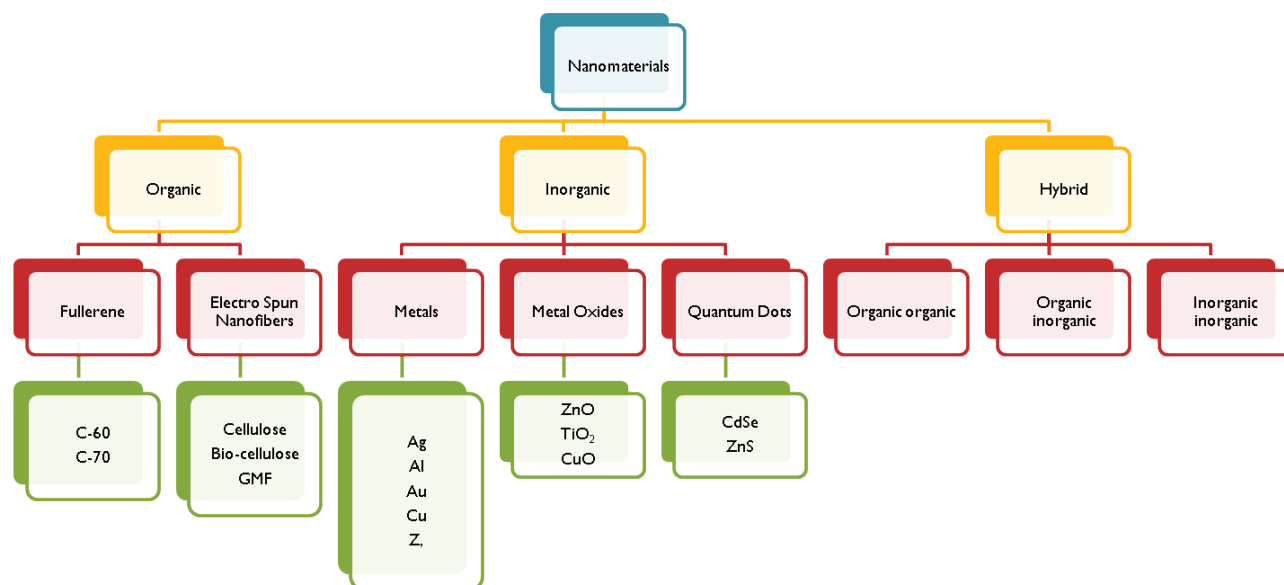 Nanomaterials
Organic
Inorganic
Hybrid
Fullerene
Electro Spun
Nanofibers
Metals
Metal Oxides
Quantum Dots
Organic organic
Organic
inorganic
Inorganic
inorganic
C-60
C-70
Cellulose
Bio-cellulose
GMF
Ag
Al
Au
Cu
Z,
ZnO
TiO₂
CuO
CdSe
ZnS